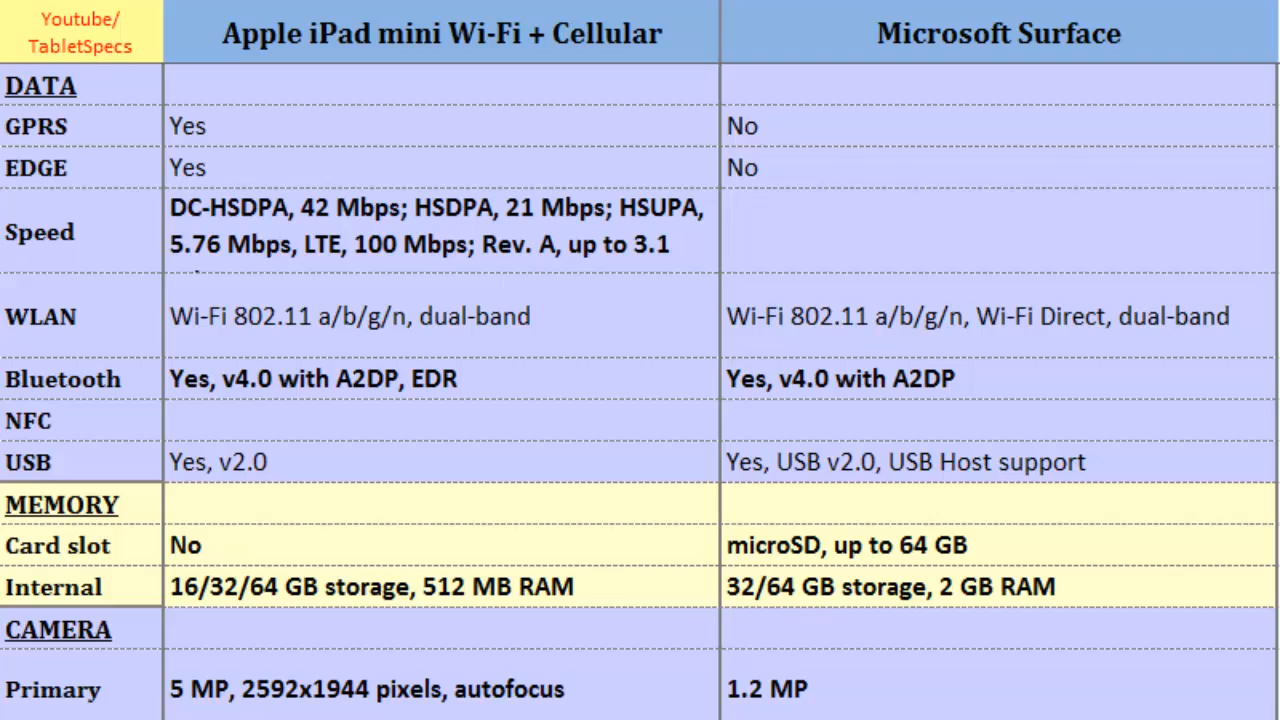 Youtube/
TabletSpecs
Apple iPad mini Wi-Fi + Cellular
Microsoft Surface
DATA
GPRS
Yes
No
EDGE
Yes
No
Speed
DC-HSDPA, 42 Mbps; HSDPA, 21 Mbps; HSUPA,
5.76 Mbps, LTE, 100 Mbps; Rev. A, up to 3.1
WLAN
Wi-Fi 802.11 a/b/g/n, dual-band
Wi-Fi 802.11 a/b/g/n, Wi-Fi Direct, dual-band
Bluetooth
Yes, v4.0 with A2DP, EDR
Yes, v4.0 with A2DP
NFC
USB
Yes, v2.0
Yes, USB v2.0, USB Host support
MEMORY
Card slot
No
microSD, up to 64 GB
Internal
16/32/64 GB storage, 512 MB RAM
32/64 GB storage, 2 GB RAM
CAMERA
Primary
5 MP, 2592x1944 pixels, autofocus
1.2 MP